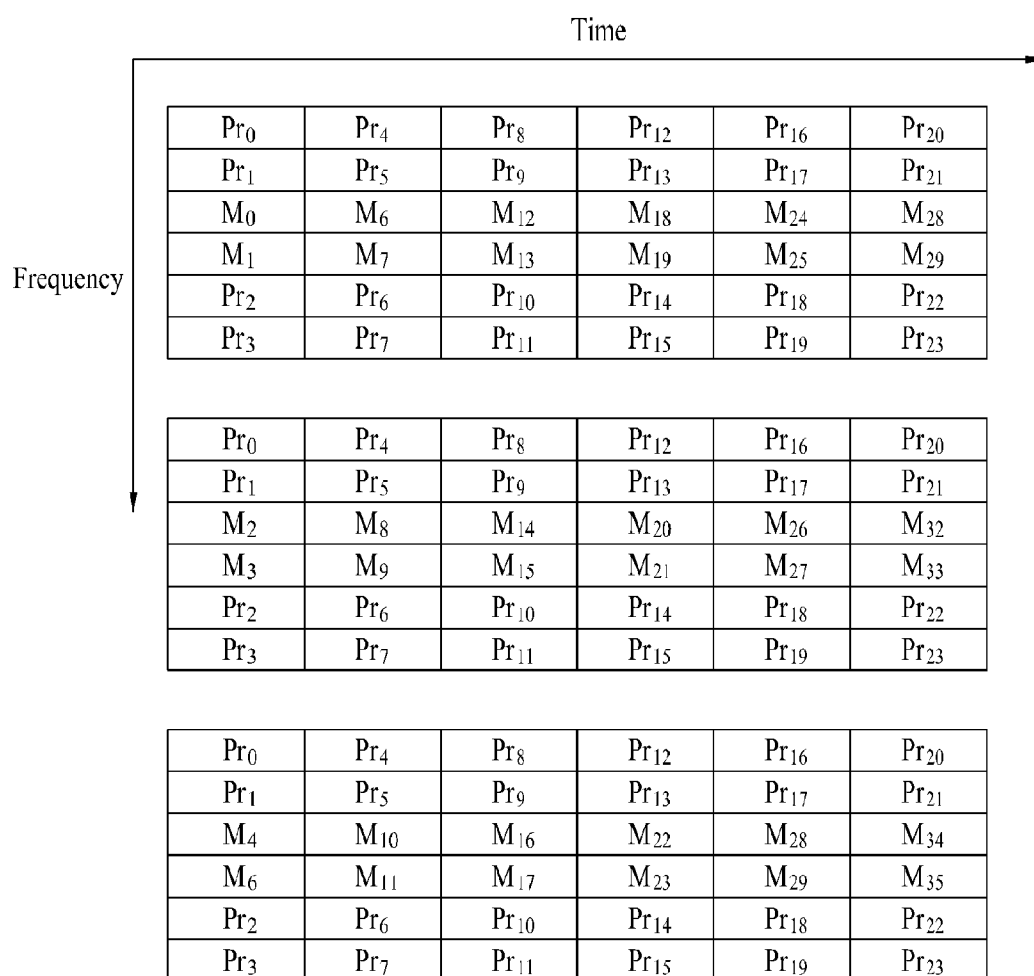 Time
Frequency
Pr₀ Pr₄ Pr₈ Pr₁₂ Pr₁₆ Pr₂₀
Pr₁ Pr₅ Pr₉ Pr₁₃ Pr₁₇ Pr₂₁
M₀ M₆ M₁₂ M₁₈ M₂₄ M₂₈
M₁ M₇ M₁₃ M₁₉ M₂₅ M₂₉
Pr₂ Pr₆ Pr₁₀ Pr₁₄ Pr₁₈ Pr₂₂
Pr₃ Pr₇ Pr₁₁ Pr₁₅ Pr₁₉ Pr₂₃
Pr₀ Pr₄ Pr₈ Pr₁₂ Pr₁₆ Pr₂₀
Pr₁ Pr₅ Pr₉ Pr₁₃ Pr₁₇ Pr₂₁
M₂ M₈ M₁₄ M₂₀ M₂₆ M₃₂
M₃ M₉ M₁₅ M₂₁ M₂₇ M₃₃
Pr₂ Pr₆ Pr₁₀ Pr₁₄ Pr₁₈ Pr₂₂
Pr₃ Pr₇ Pr₁₁ Pr₁₅ Pr₁₉ Pr₂₃
Pr₀ Pr₄ Pr₈ Pr₁₂ Pr₁₆ Pr₂₀
Pr₁ Pr₅ Pr₉ Pr₁₃ Pr₁₇ Pr₂₁
M₄ M₁₀ M₁₆ M₂₂ M₂₈ M₃₄
M₆ M₁₁ M₁₇ M₂₃ M₂₉ M₃₅
Pr₂ Pr₆ Pr₁₀ Pr₁₄ Pr₁₈ Pr₂₂
Pr₃ Pr₇ Pr₁₁ Pr₁₅ Pr₁₉ Pr₂₃